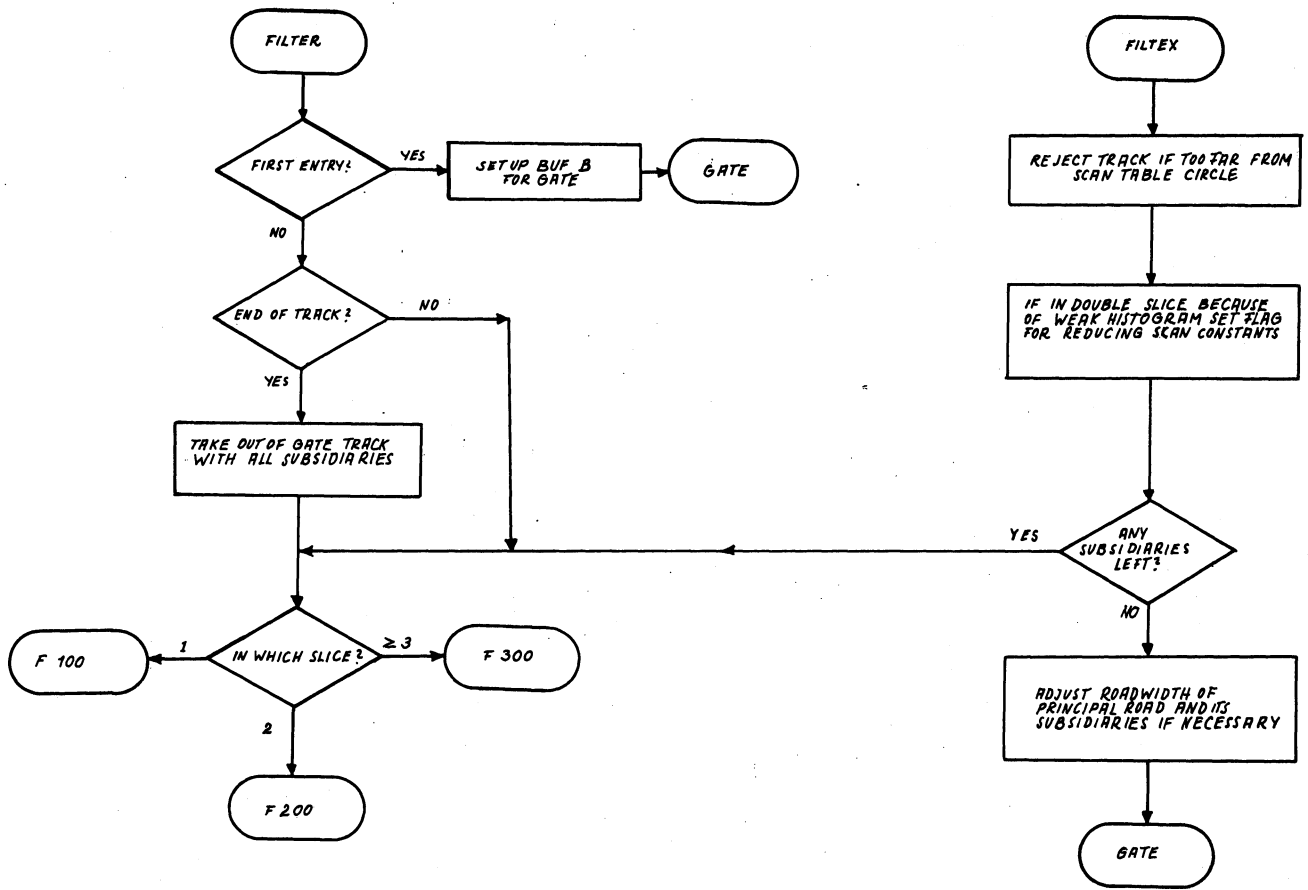 FILTER
FIRST ENTRY?
YES
SET UP BUF B
FOR GATE
GATE
NO
END OF TRACK?
NO
YES
TAKE OUT OF GATE TRACK
WITH ALL SUBSIDIARIES
IN WHICH SLICE?
1
F 100
≥ 3
F 300
2
F 200
FILTEX
REJECT TRACK IF TOO FAR FROM
SCAN TABLE CIRCLE
IF IN DOUBLE SLICE BECAUSE
OF WEAK HISTOGRAM SET FLAG
FOR REDUCING SCAN CONSTANTS
ANY
SUBSIDIARIES
LEFT?
YES
NO
ADJUST ROADWIDTH OF
PRINCIPAL ROAD AND ITS
SUBSIDIARIES IF NECESSARY
GATE